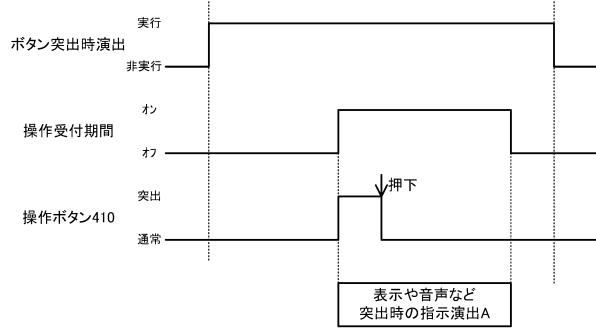 実行
ボタン突出時演出
非実行
オン
操作受付期間
オフ
突出
押下
操作ボタン410
通常
表示や音声など
突出時の指示演出A